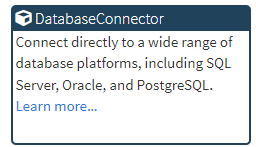 DatabaseConnector
Connect directly to a wide range of
database platforms, including SQL
Server, Oracle, and PostgreSQL.
Learn more...